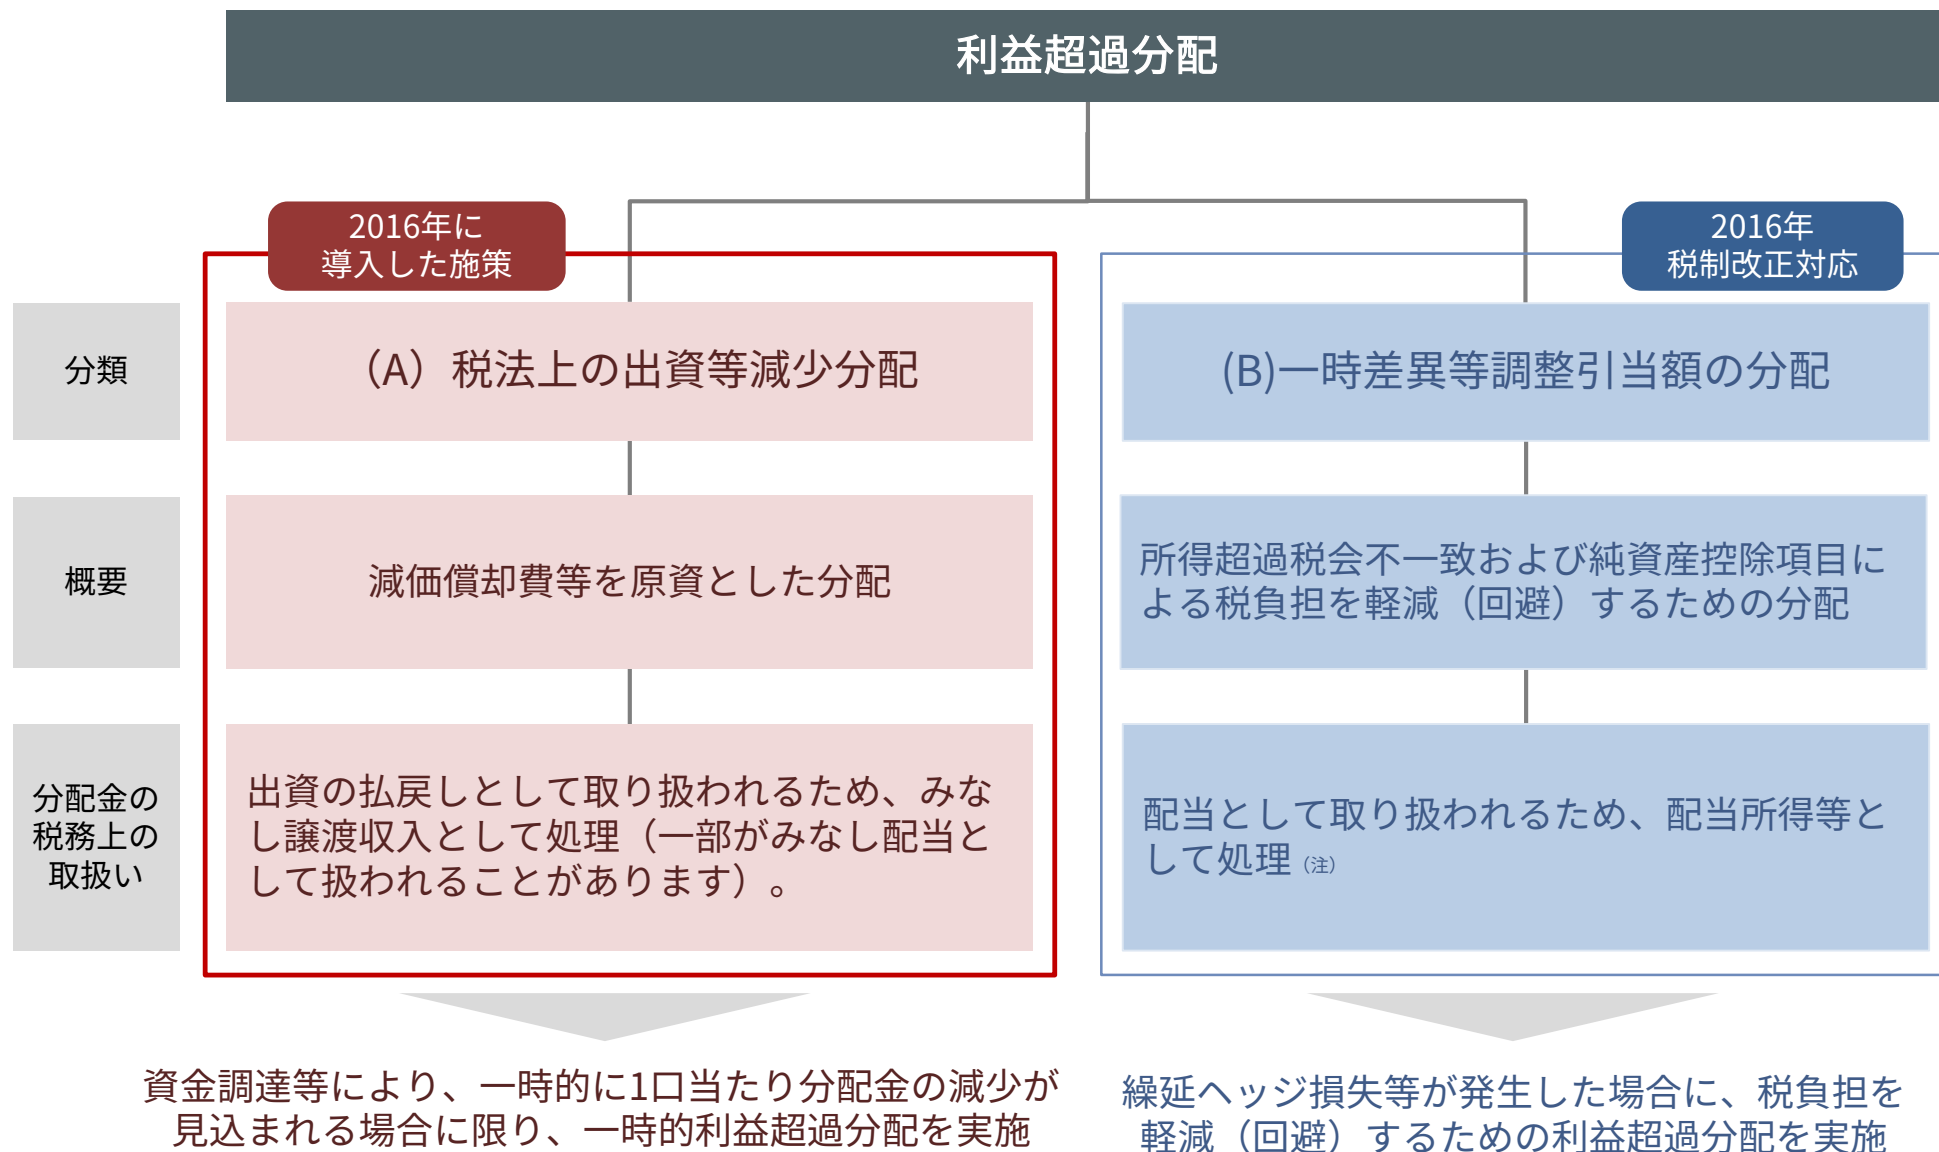 利益超過分配
2016年に
導入した施策
2016年
税制改正対応
分類
（A）税法上の出資等減少分配
(B)一時差異等調整引当額の分配
概要
減価償却費等を原資とした分配
所得超過税会不一致および純資産控除項目に
よる税負担を軽減（回避）するための分配
分配金の
税務上の
取扱い
出資の払戻しとして取り扱われるため、みな
し譲渡収入として処理（一部がみなし配当と
して扱われることがあります）。
配当として取り扱われるため、配当所得等と
して処理（注）
資金調達等により、一時的に1口当たり分配金の減少が
見込まれる場合に限り、一時的利益超過分配を実施
繰延ヘッジ損失等が発生した場合に、税負担を
軽減（回避）するための利益超過分配を実施